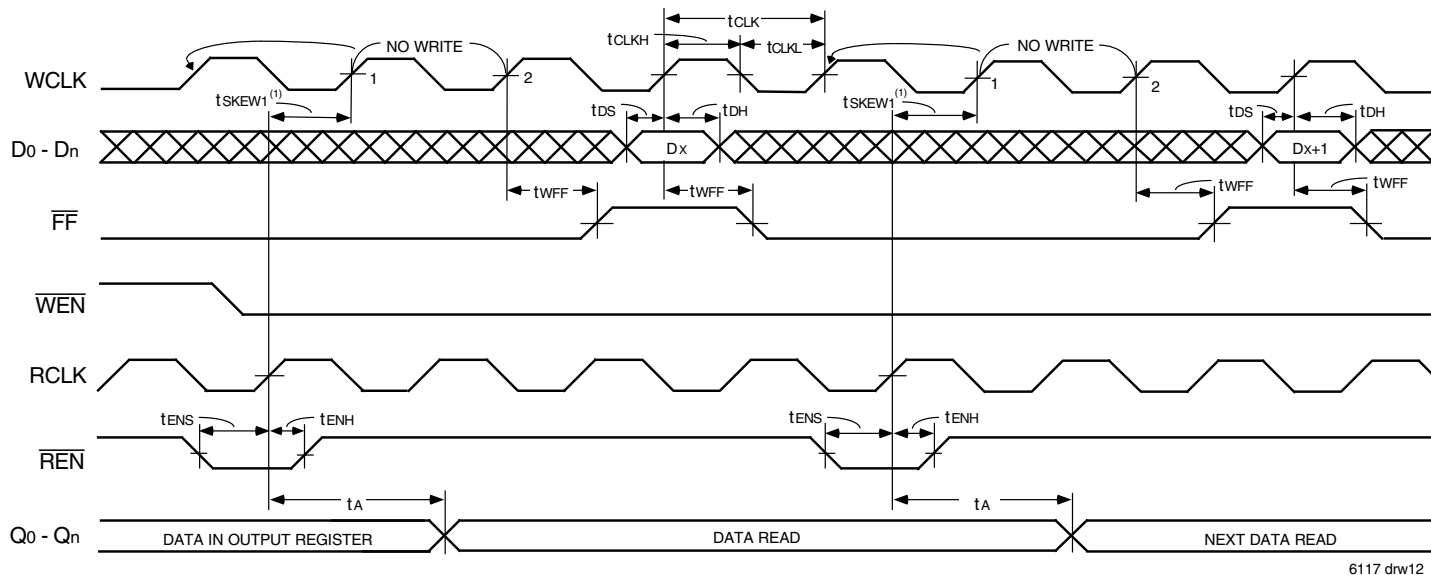 tCLK
NO WRITE
tCLKH
tCLKL
NO WRITE
WCLK
1
2
1
2
tSKEW1(1)
tDS
tDH
tSKEW1(1)
tDS
tDH
D0 - Dn
DX
DX+1
tWFF
tWFF
tWFF
tWFF
FF
WEN
RCLK
tENS
tENH
tENS
tENH
REN
tA
tA
Q0 - Qn
DATA IN OUTPUT REGISTER
DATA READ
NEXT DATA READ
6117 drw12